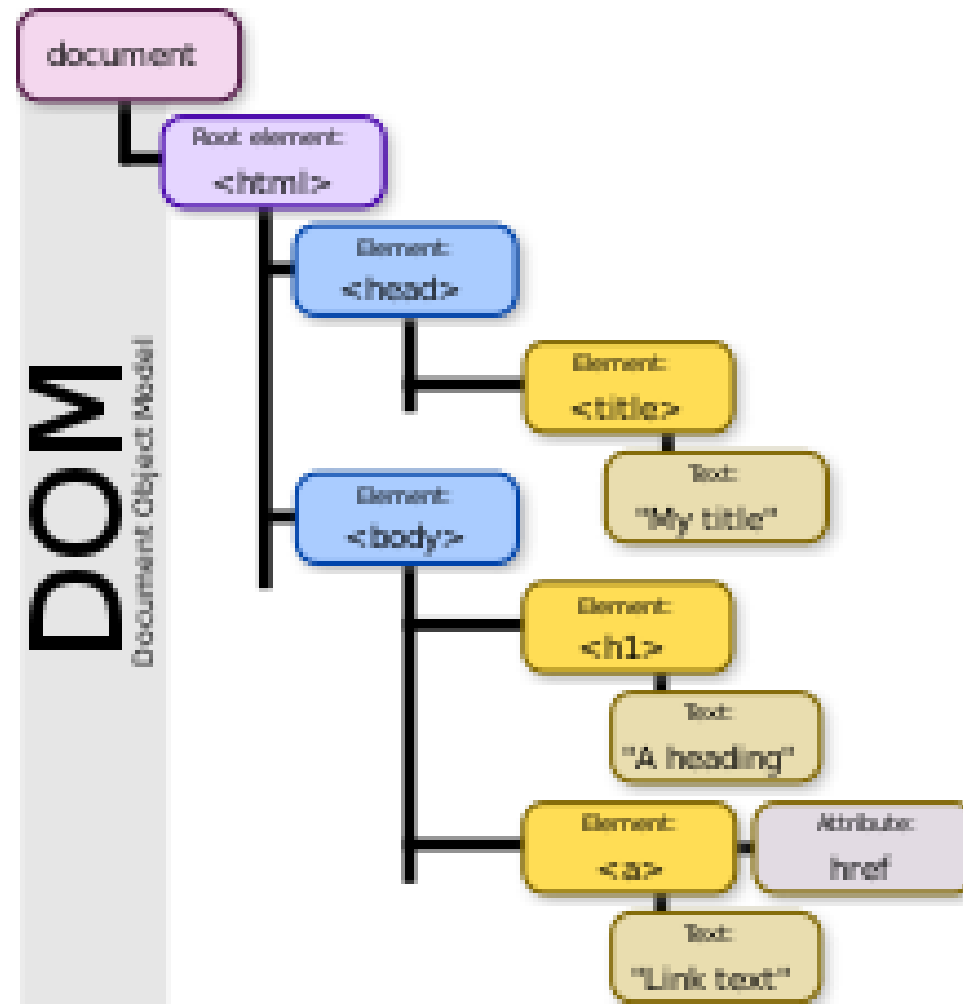 document
Root element:
<html>
Element:
<head>
Element:
<title>
Text:
"My title"
Element:
<body>
Element:
<h1>
Text:
"A heading"
Element:
<a>
Attribute:
href
Text:
"Link text"
DOM
Document Object Model